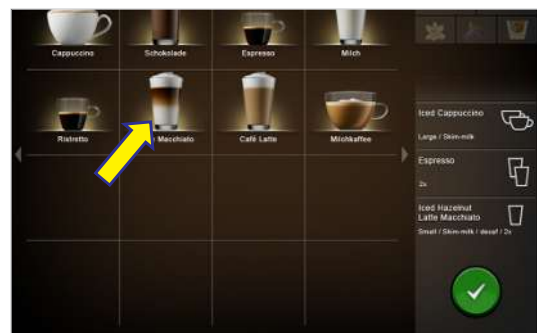 Cappuccino
Schokolade
Espresso
Milch
Ristretto
Macchiato
Café Latte
Milchkaffee
Iced Cappuccino
Large / Skim-milk
Espresso
2x
Iced Hazelnut
Latte Macchiato
Small / Skim-milk / decaf / 2x